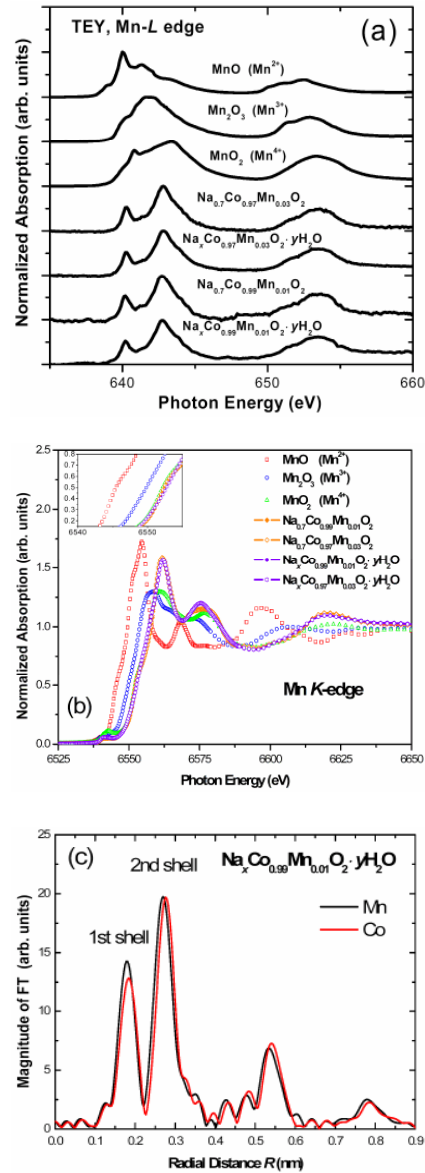 TEY, Mn-L edge
(a)
MnO (Mn²⁺)
Mn₂O₃ (Mn³⁺)
MnO₂ (Mn⁴⁺)
Na₀.₇Co₀.₉₇Mn₀.₀₃O₂
NaₓCo₀.₉₇Mn₀.₀₃O₂· yH₂O
Na₀.₇Co₀.₉₉Mn₀.₀₁O₂
NaₓCo₀.₉₉Mn₀.₀₁O₂· yH₂O
Normalized Absorption (arb. units)
640 650 660
Photon Energy (eV)
2.5
2.0
1.5
1.0
0.5
0.0
0.8
0.7
0.6
0.5
0.4
0.3
0.2
6540 6550
MnO (Mn²⁺)
Mn₂O₃ (Mn³⁺)
MnO₂ (Mn⁴⁺)
Na₀.₇Co₀.₉₉Mn₀.₀₁O₂
Na₀.₇Co₀.₉₇Mn₀.₀₃O₂
NaₓCo₀.₉₉Mn₀.₀₁O₂· yH₂O
NaₓCo₀.₉₇Mn₀.₀₃O₂· yH₂O
Normalized Absorption (arb. units)
(b)
Mn K-edge
6525 6550 6575 6600 6625 6650
Photon Energy (eV)
25
20
15
10
5
0
(c)
NaₓCo₀.₉₉Mn₀.₀₁O₂· yH₂O
2nd shell
1st shell
Mn
Co
Magnitude of FT (arb. units)
0.0 0.1 0.2 0.3 0.4 0.5 0.6 0.7 0.8 0.9
Radial Distance R (nm)